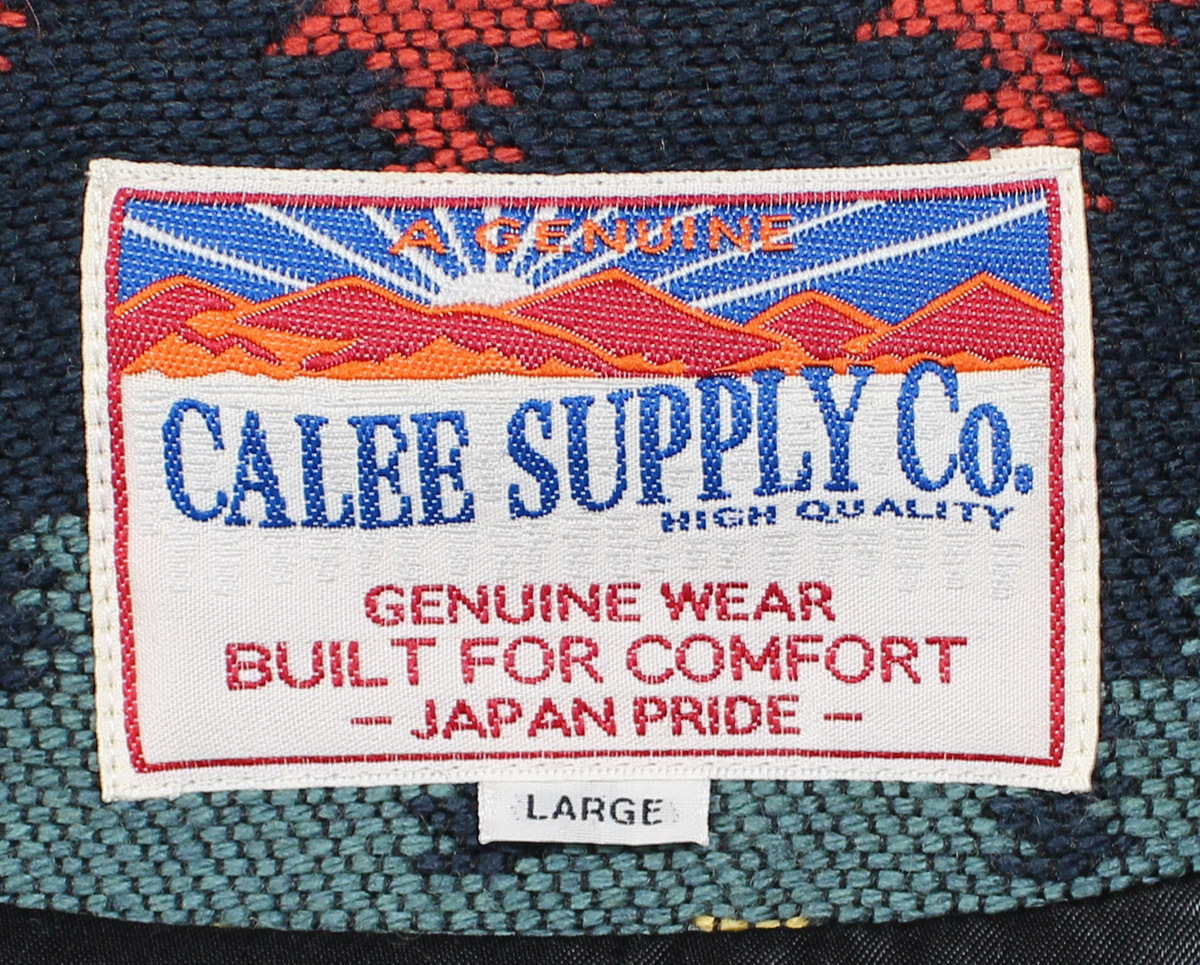 A GENUINE
CALEE SUPPLY Co.
HIGH QUALITY
GENUINE WEAR
BUILT FOR COMFORT
- JAPAN PRIDE -
LARGE